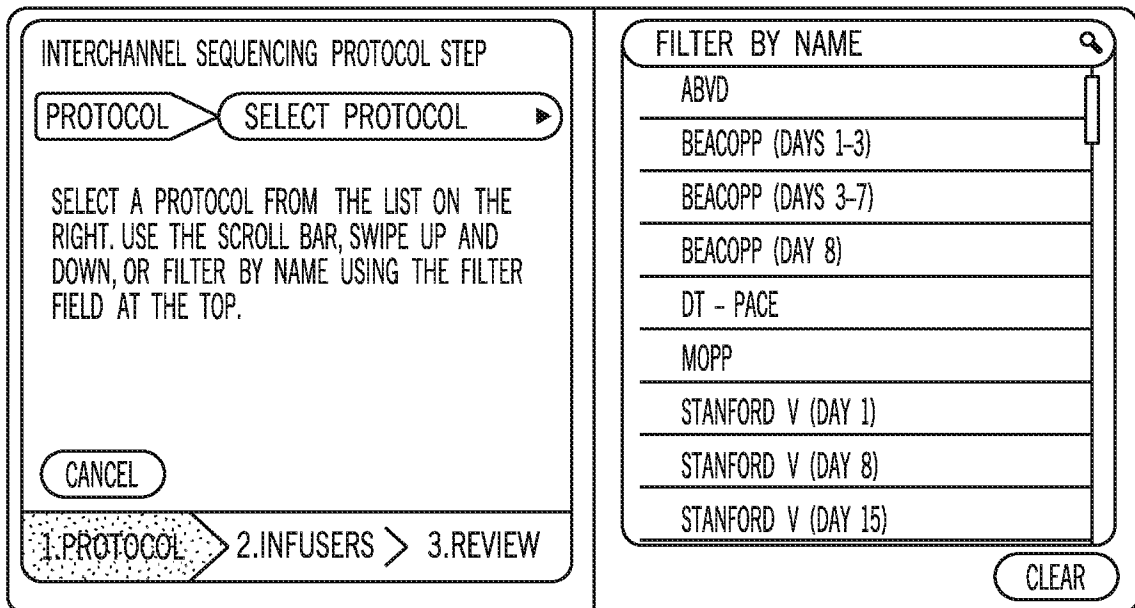 INTERCHANNEL SEQUENCING PROTOCOL STEP
PROTOCOL
SELECT PROTOCOL
SELECT A PROTOCOL FROM THE LIST ON THE
RIGHT. USE THE SCROLL BAR, SWIPE UP AND
DOWN, OR FILTER BY NAME USING THE FILTER
FIELD AT THE TOP.
CANCEL
1.PROTOCOL
2.INFUSERS
3.REVIEW
FILTER BY NAME
ABVD
BEACOPP (DAYS 1–3)
BEACOPP (DAYS 3–7)
BEACOPP (DAY 8)
DT – PACE
MOPP
STANFORD V (DAY 1)
STANFORD V (DAY 8)
STANFORD V (DAY 15)
CLEAR